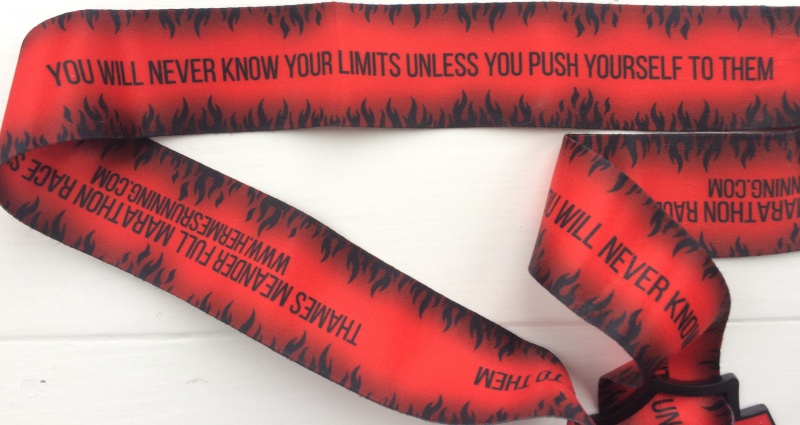 YOU WILL NEVER KNOW YOUR LIMITS UNLESS YOU PUSH YOURSELF TO THEM
THAMES MEANDER FULL MARATHON RACE S
WWW.HERMESRUNNING.COM
TO THEM
YOU WILL NEVER KNOW
MARATHON RACE
NNING.COM
UN